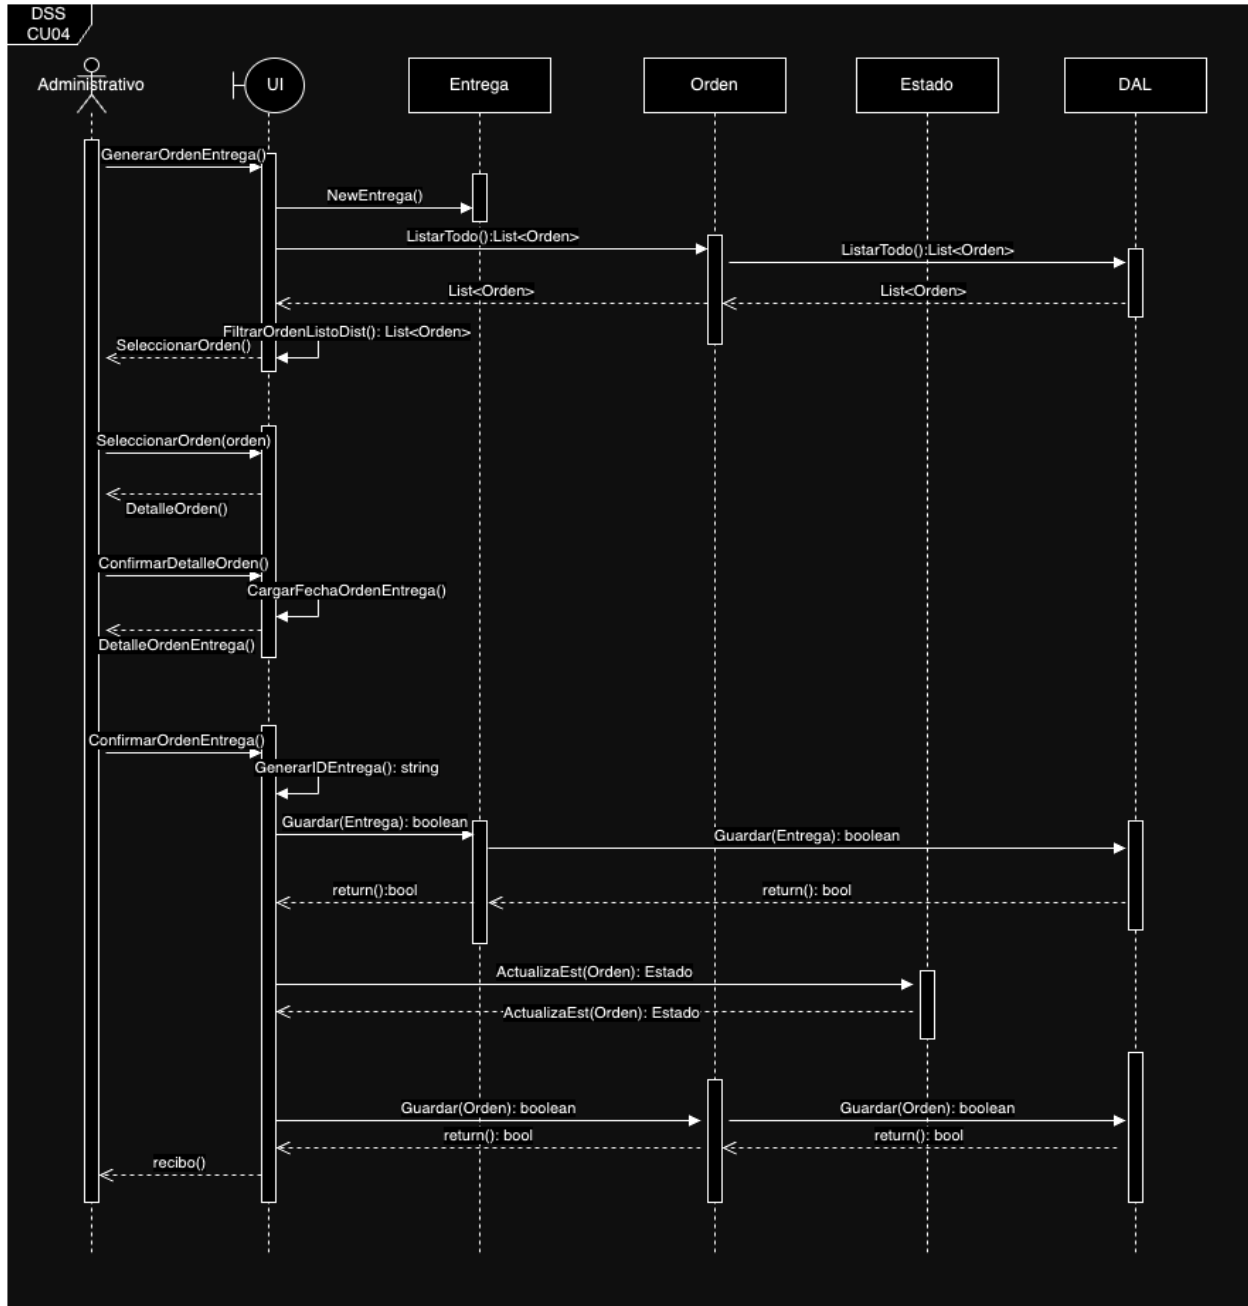 DSS
CU04
Administrativo
UI
Entrega
Orden
Estado
DAL
GenerarOrdenEntrega()
NewEntrega()
ListarTodo():List<Orden>
ListarTodo():List<Orden>
List<Orden>
List<Orden>
FiltrarOrdenListoDist(): List<Orden>
SeleccionarOrden()
SeleccionarOrden(orden)
DetalleOrden()
ConfirmarDetalleOrden()
CargarFechaOrdenEntrega()
DetalleOrdenEntrega()
ConfirmarOrdenEntrega()
GenerarIDEntrega(): string
Guardar(Entrega): boolean
Guardar(Entrega): boolean
return():bool
return(): bool
ActualizaEst(Orden): Estado
ActualizaEst(Orden): Estado
Guardar(Orden): boolean
Guardar(Orden): boolean
return(): bool
return(): bool
recibo()